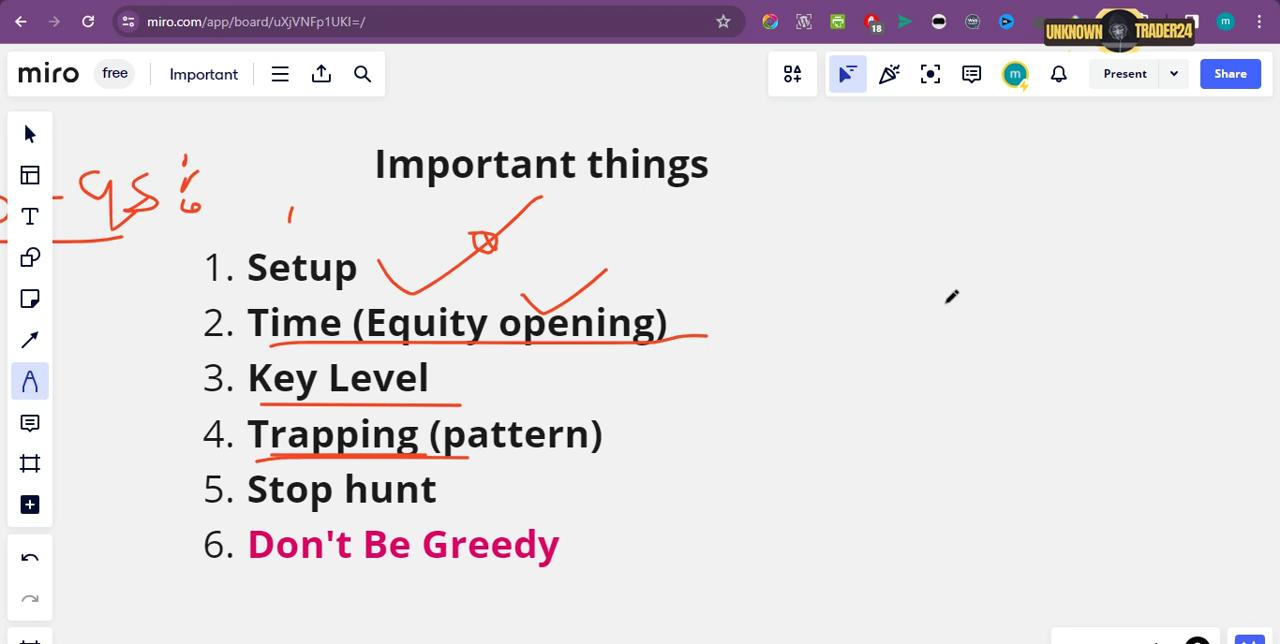 miro.com/app/board/uXjVNFp1UKI=/
18
m
UNKNOWN TRADER24
miro free Important
m
Present
Share
Important things
1. Setup
2. Time (Equity opening)
3. Key Level
4. Trapping (pattern)
5. Stop hunt
6. Don't Be Greedy